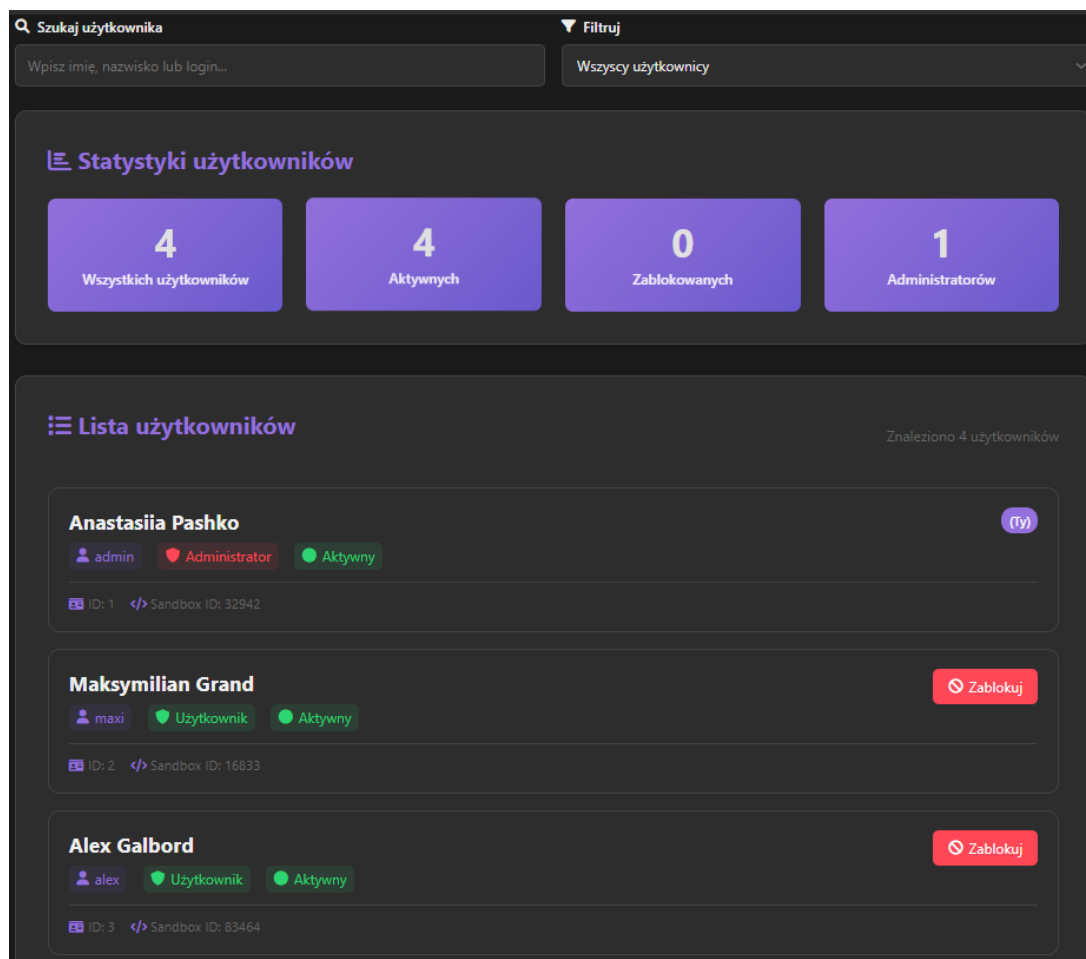 Szukaj użytkownika
Filtruj
Wpisz imię, nazwisko lub login...
Wszyscy użytkownicy
Statystyki użytkowników
4
Wszystkich użytkowników
4
Aktywnych
0
Zablokowanych
1
Administratorów
Lista użytkowników
Znaleziono 4 użytkowników
Anastasiia Pashko
(Ty)
admin Administrator Aktywny
ID: 1 Sandbox ID: 32942
Maksymilian Grand
Zablokuj
maxi Użytkownik Aktywny
ID: 2 Sandbox ID: 16833
Alex Galbord
Zablokuj
alex Użytkownik Aktywny
ID: 3 Sandbox ID: 83464